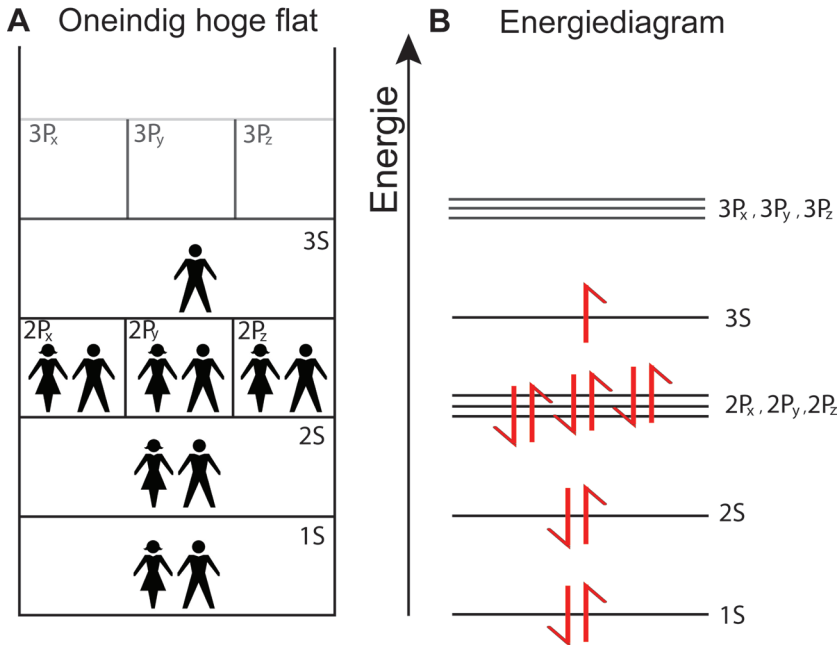 A Oneindig hoge flat
3Px 3Py 3Pz
3S
2Px 2Py 2Pz
2S
1S
B Energiediagram
Energie
3Px , 3Py , 3Pz
3S
2Px , 2Py ,2Pz
2S
1S